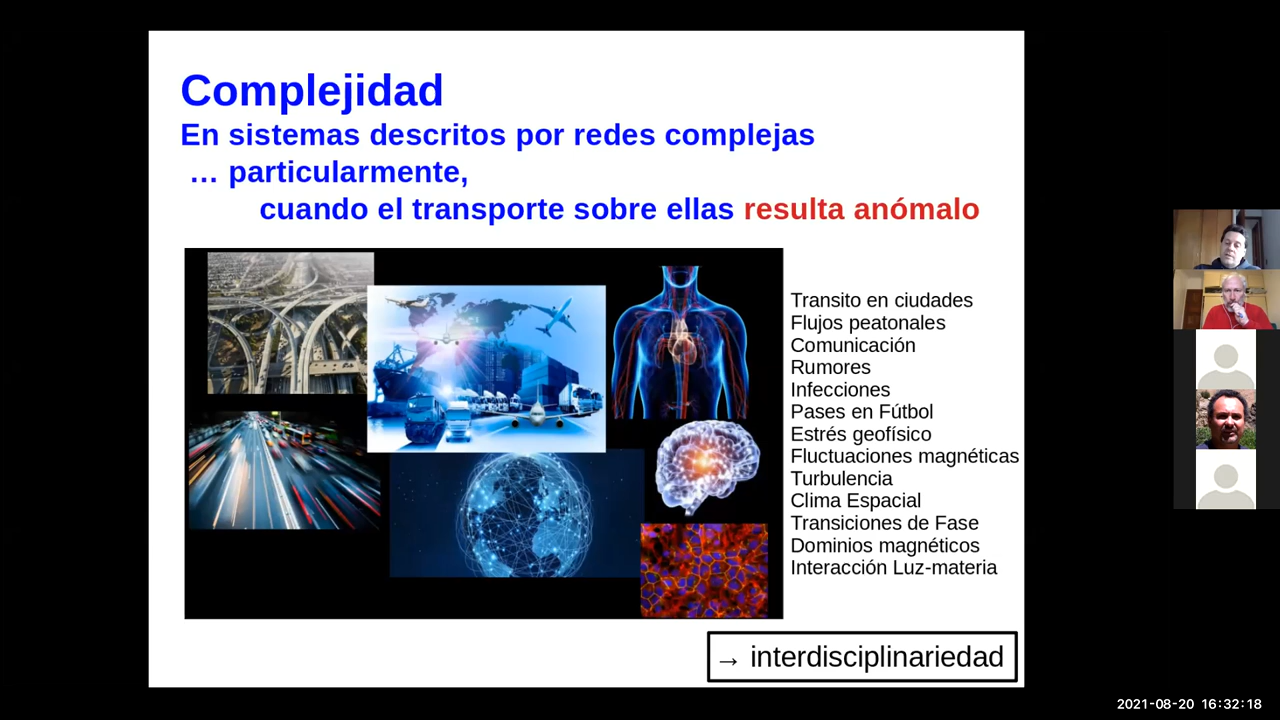 Complejidad
En sistemas descritos por redes complejas
… particularmente,
cuando el transporte sobre ellas resulta anómalo
Transito en ciudades
Flujos peatonales
Comunicación
Rumores
Infecciones
Pases en Fútbol
Estrés geofísico
Fluctuaciones magnéticas
Turbulencia
Clima Espacial
Transiciones de Fase
Dominios magnéticos
Interacción Luz-materia
→ interdisciplinariedad
2021-08-20 16:32:18